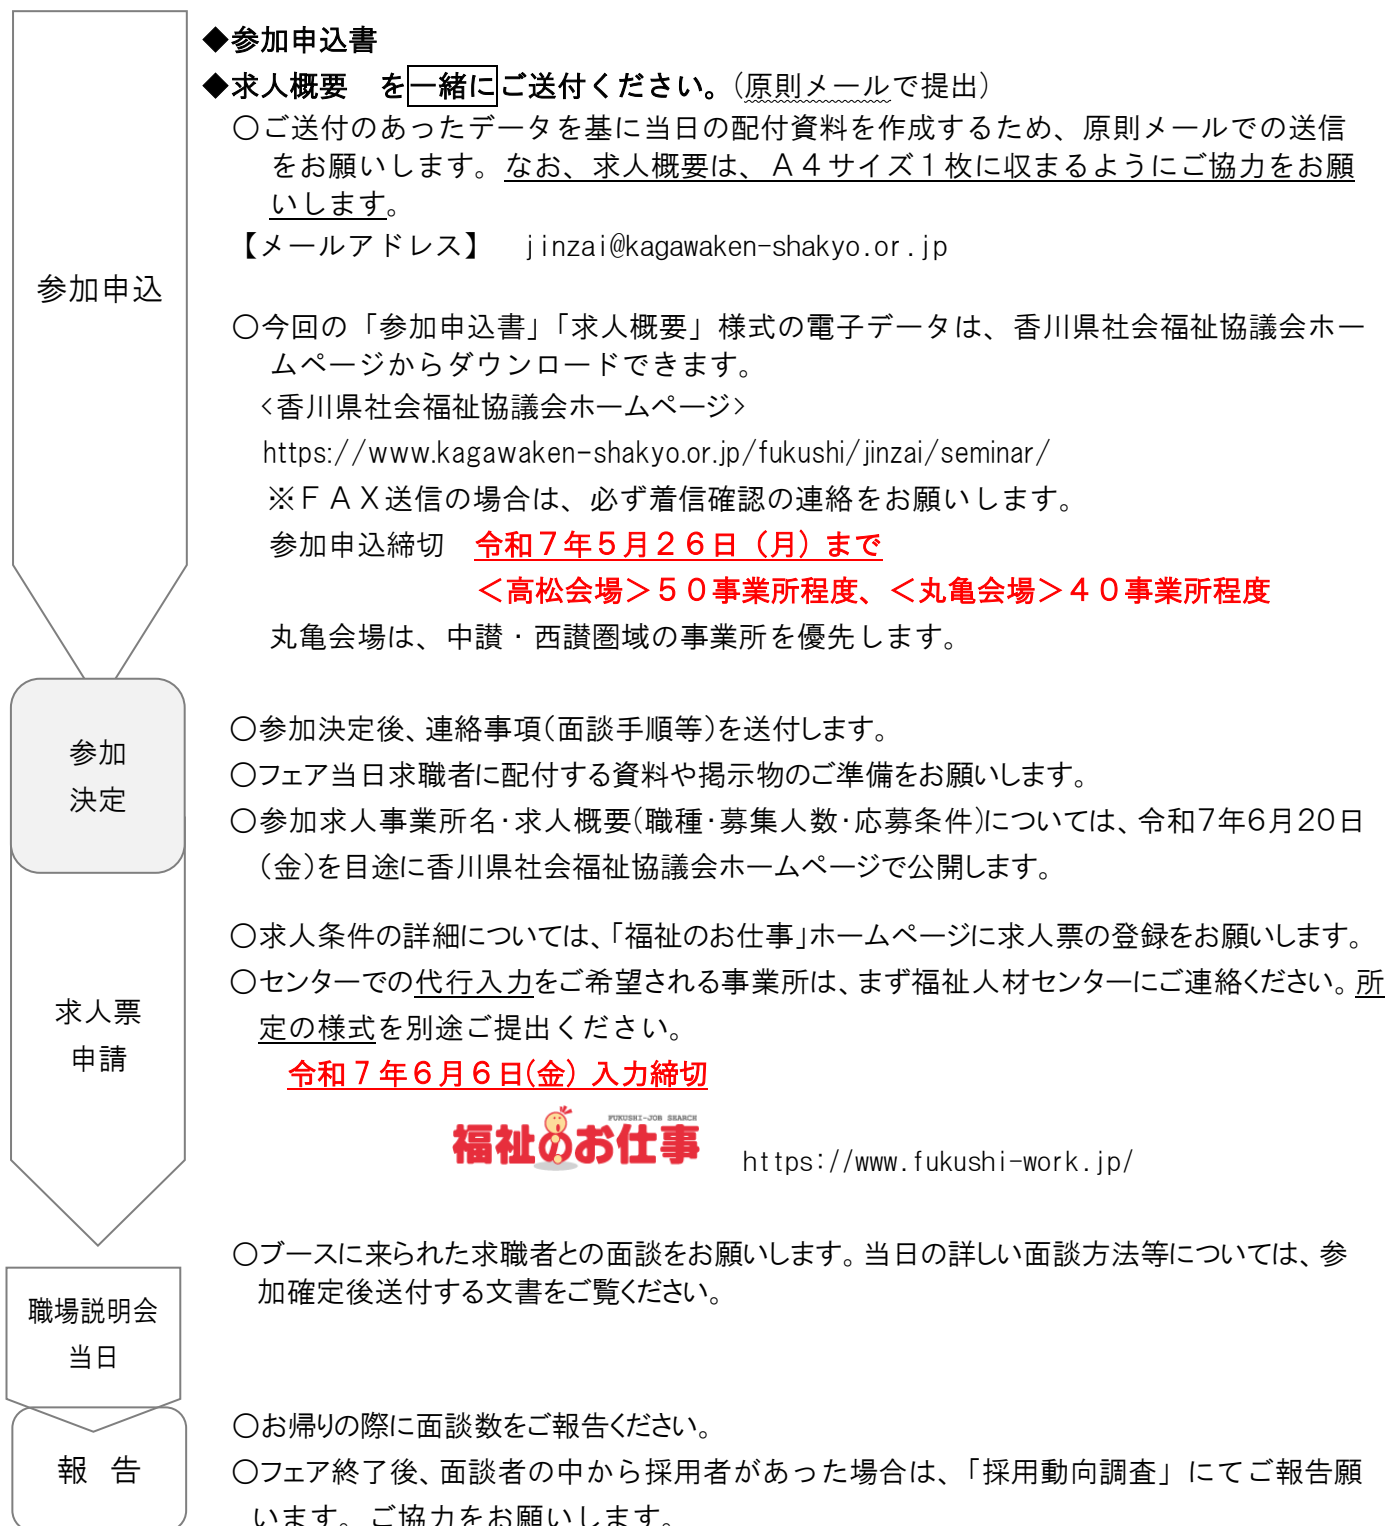 ◆参加申込書
◆求人概要　を一緒にご送付ください。（原則メールで提出）
○ご送付のあったデータを基に当日の配付資料を作成するため、原則メールでの送信
をお願いします。なお、求人概要は、Ａ４サイズ１枚に収まるようにご協力をお願
いします。
【メールアドレス】　jinzai@kagawaken-shakyo.or.jp
参加申込
○今回の「参加申込書」「求人概要」様式の電子データは、香川県社会福祉協議会ホー
ムページからダウンロードできます。
<香川県社会福祉協議会ホームページ>
https://www.kagawaken-shakyo.or.jp/fukushi/jinzai/seminar/
※ＦＡＸ送信の場合は、必ず着信確認の連絡をお願いします。
参加申込締切　令和７年５月２６日（月）まで
＜高松会場＞５０事業所程度、＜丸亀会場＞４０事業所程度
丸亀会場は、中讃・西讃圏域の事業所を優先します。
参加
決定
○参加決定後、連絡事項（面談手順等）を送付します。
○フェア当日求職者に配付する資料や掲示物のご準備をお願いします。
○参加求人事業所名・求人概要(職種・募集人数・応募条件)については、令和7年6月20日
（金）を目途に香川県社会福祉協議会ホームページで公開します。
求人票
申請
○求人条件の詳細については、「福祉のお仕事」ホームページに求人票の登録をお願いします。
○センターでの代行入力をご希望される事業所は、まず福祉人材センターにご連絡ください。所
定の様式を別途ご提出ください。
令和７年６月６日(金) 入力締切
FUKUSHI-JOB SEARCH
福祉のお仕事
https://www.fukushi-work.jp/
職場説明会
当日
○ブースに来られた求職者との面談をお願いします。当日の詳しい面談方法等については、参
加確定後送付する文書をご覧ください。
報　告
○お帰りの際に面談数をご報告ください。
○フェア終了後、面談者の中から採用者があった場合は、「採用動向調査」にてご報告願
います。ご協力をお願いします。